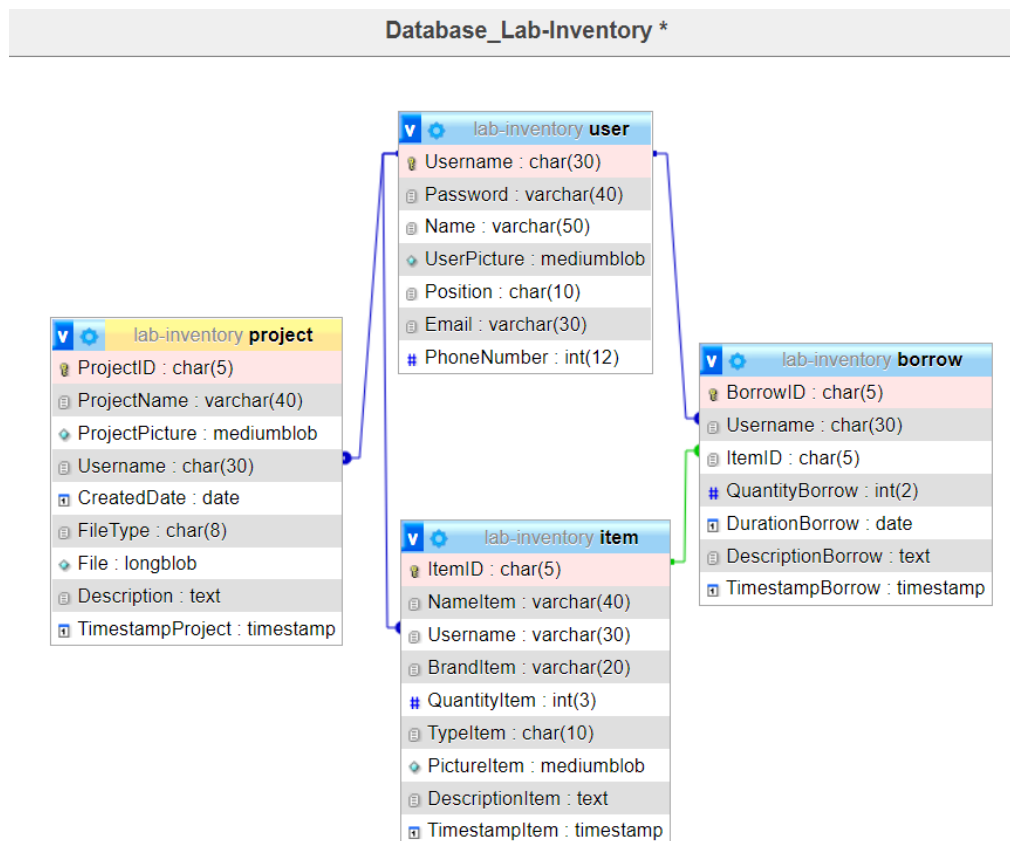 Database_Lab-Inventory *
v lab-inventory user
Username : char(30)
Password : varchar(40)
Name : varchar(50)
UserPicture : mediumblob
Position : char(10)
Email : varchar(30)
# PhoneNumber : int(12)
v lab-inventory project
ProjectID : char(5)
ProjectName : varchar(40)
ProjectPicture : mediumblob
Username : char(30)
CreatedDate : date
FileType : char(8)
File : longblob
Description : text
TimestampProject : timestamp
v lab-inventory borrow
BorrowID : char(5)
Username : char(30)
ItemID : char(5)
# QuantityBorrow : int(2)
DurationBorrow : date
DescriptionBorrow : text
TimestampBorrow : timestamp
v lab-inventory item
ItemID : char(5)
NameItem : varchar(40)
Username : varchar(30)
BrandItem : varchar(20)
# QuantityItem : int(3)
TypeItem : char(10)
PictureItem : mediumblob
DescriptionItem : text
TimestampItem : timestamp